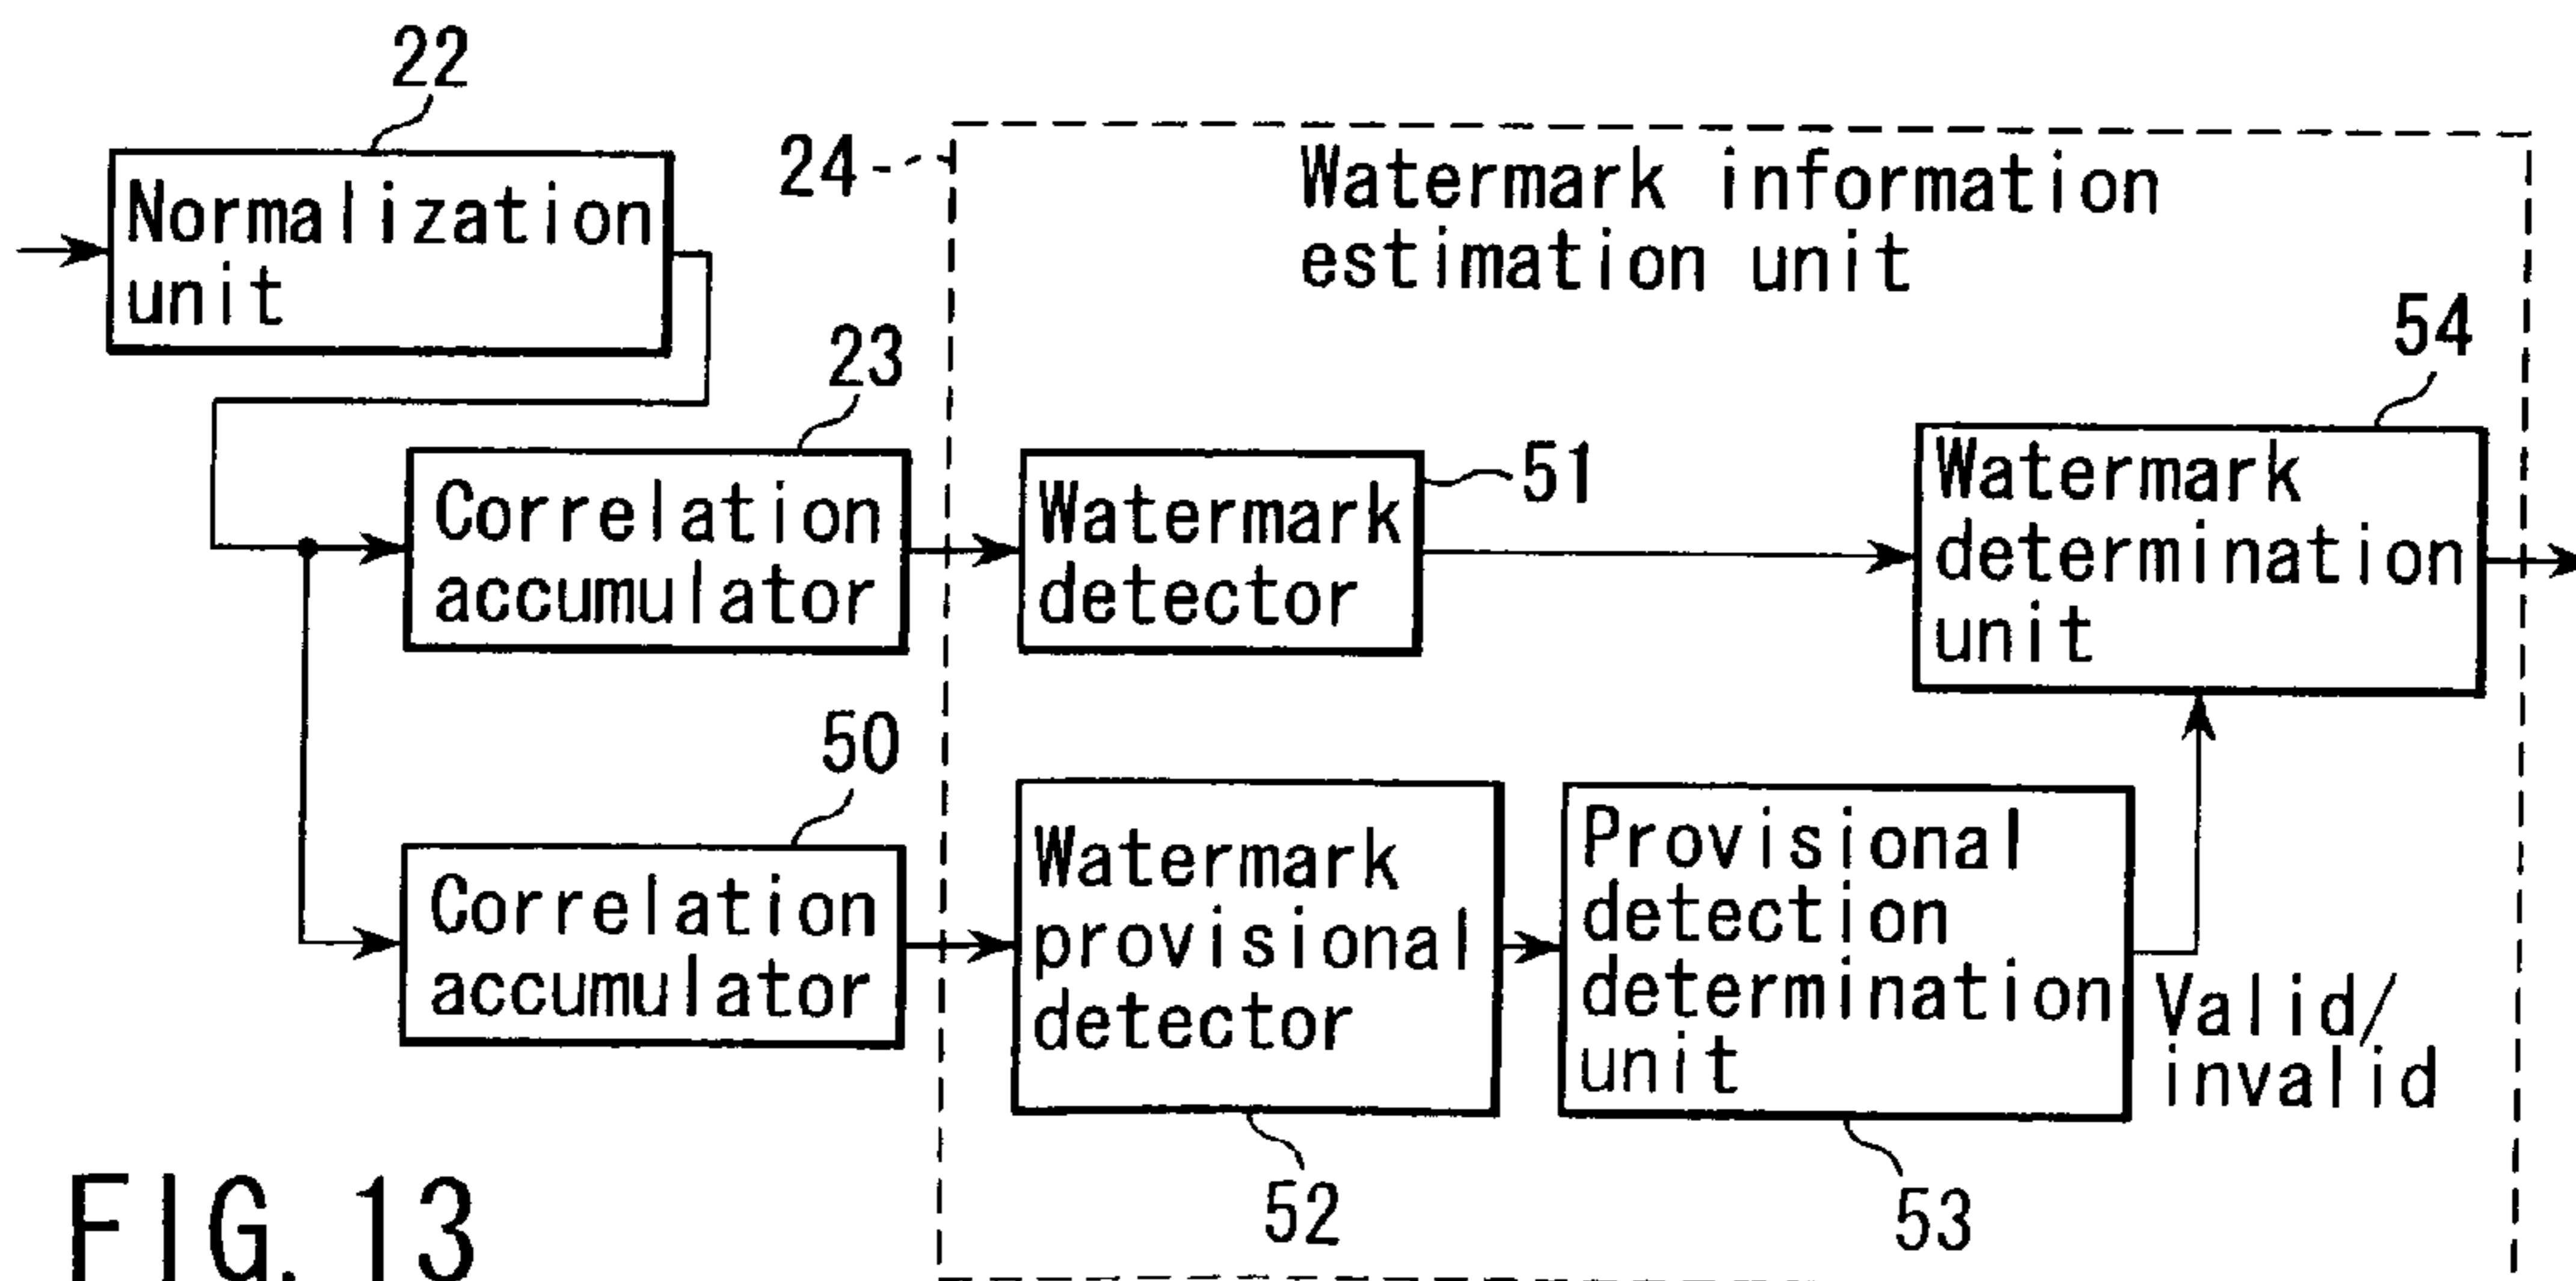 22
Normalization
unit
24
Watermark information
estimation unit
23
Correlation
accumulator
51
Watermark
detector
54
Watermark
determination
unit
50
Correlation
accumulator
52
Watermark
provisional
detector
53
Provisional
detection
determination
unit
Valid/
invalid
FIG. 13